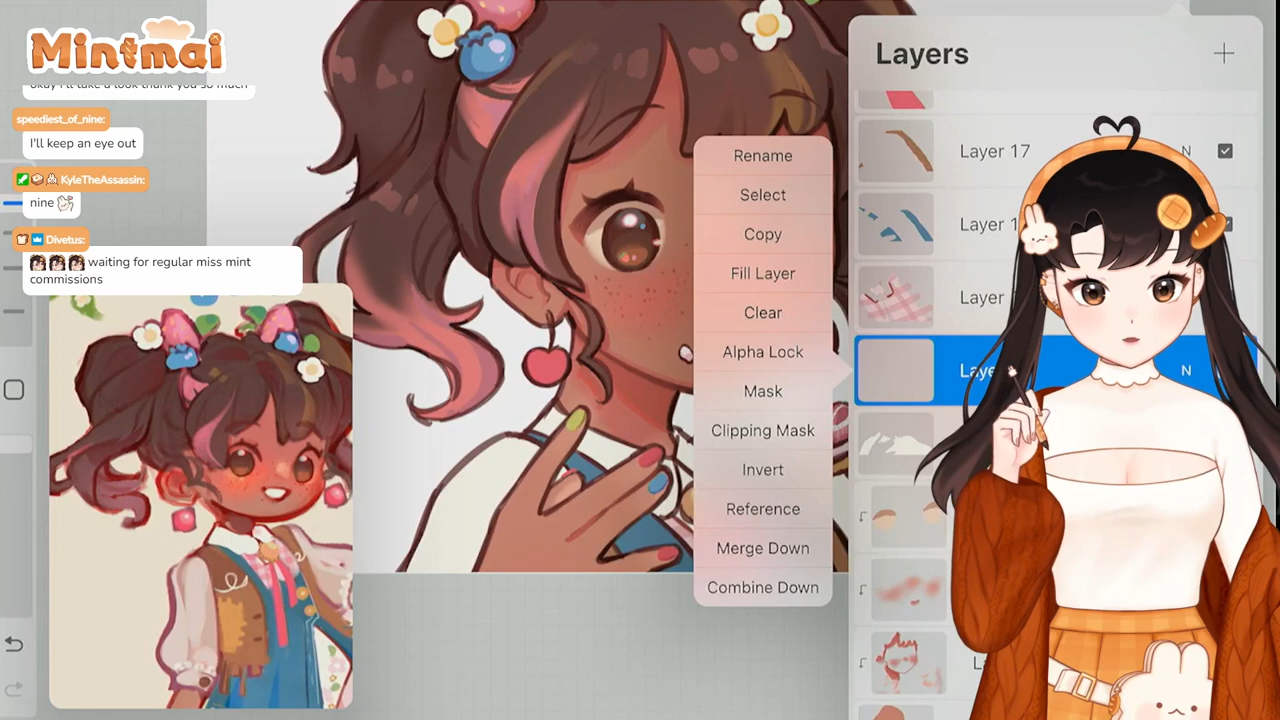 Mintmai
okay I'll take a look thank you so much
speediest_of_nine:
I'll keep an eye out
KyleTheAssassin:
nine
Divetus:
waiting for regular miss mint
commissions
Layers
Layer 17
N
Layer 1
Layer
Laye
N
La
Rename
Select
Copy
Fill Layer
Clear
Alpha Lock
Mask
Clipping Mask
Invert
Reference
Merge Down
Combine Down